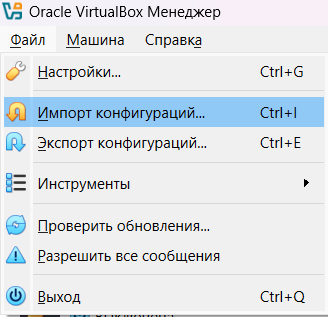 Oracle VirtualBox Менеджер
Файл Машина Справка
Настройки... Ctrl+G
Импорт конфигураций... Ctrl+I
Экспорт конфигураций... Ctrl+E
Инструменты
Проверить обновления...
Разрешить все сообщения
Выход Ctrl+Q